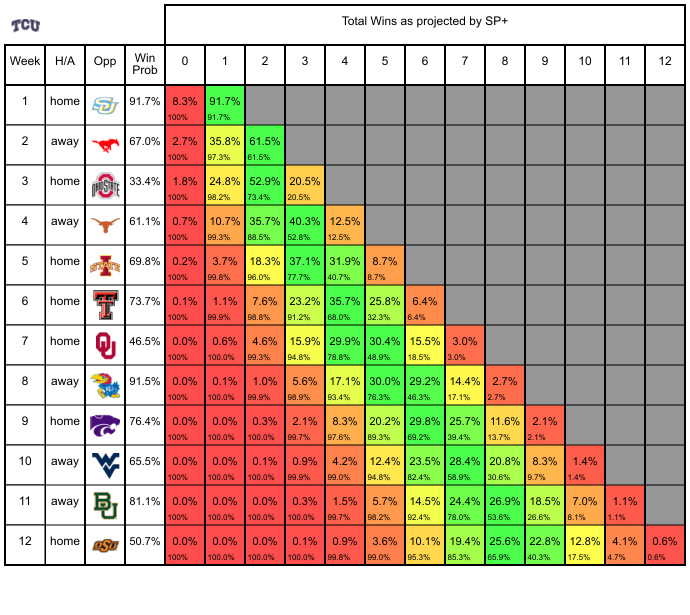 TCU
Total Wins as projected by SP+
Week H/A Opp Win Prob 0 1 2 3 4 5 6 7 8 9 10 11 12
1 home SJ 91.7% 8.3% 91.7%
100% 91.7%
2 away 67.0% 2.7% 35.8% 61.5%
100% 97.3% 61.5%
3 home OHIO STATE 33.4% 1.8% 24.8% 52.9% 20.5%
100% 98.2% 73.4% 20.5%
4 away 61.1% 0.7% 10.7% 35.7% 40.3% 12.5%
100% 99.3% 88.5% 52.8% 12.5%
5 home STATE 69.8% 0.2% 3.7% 18.3% 37.1% 31.9% 8.7%
100% 99.8% 96.0% 77.7% 40.7% 8.7%
6 home T 73.7% 0.1% 1.1% 7.6% 23.2% 35.7% 25.8% 6.4%
100% 99.9% 98.8% 91.2% 68.0% 32.3% 6.4%
7 home OU 46.5% 0.0% 0.6% 4.6% 15.9% 29.9% 30.4% 15.5% 3.0%
100% 100.0% 99.3% 94.8% 78.8% 48.9% 18.5% 3.0%
8 away KU 91.5% 0.0% 0.1% 1.0% 5.6% 17.1% 30.0% 29.2% 14.4% 2.7%
100% 100.0% 99.9% 98.9% 93.4% 76.3% 46.3% 17.1% 2.7%
9 home 76.4% 0.0% 0.0% 0.3% 2.1% 8.3% 20.2% 29.8% 25.7% 11.6% 2.1%
100% 100.0% 100.0% 99.7% 97.6% 89.3% 69.2% 39.4% 13.7% 2.1%
10 away WV 65.5% 0.0% 0.0% 0.1% 0.9% 4.2% 12.4% 23.5% 28.4% 20.8% 8.3% 1.4%
100% 100.0% 100.0% 99.9% 99.0% 94.8% 82.4% 58.9% 30.6% 9.7% 1.4%
11 away BU 81.1% 0.0% 0.0% 0.0% 0.3% 1.5% 5.7% 14.5% 24.4% 26.9% 18.5% 7.0% 1.1%
100% 100.0% 100.0% 100.0% 99.7% 98.2% 92.4% 78.0% 53.6% 26.6% 8.1% 1.1%
12 home OSU 50.7% 0.0% 0.0% 0.0% 0.1% 0.9% 3.6% 10.1% 19.4% 25.6% 22.8% 12.8% 4.1% 0.6%
100% 100.0% 100.0% 100.0% 99.8% 99.0% 95.3% 85.3% 65.9% 40.3% 17.5% 4.7% 0.6%